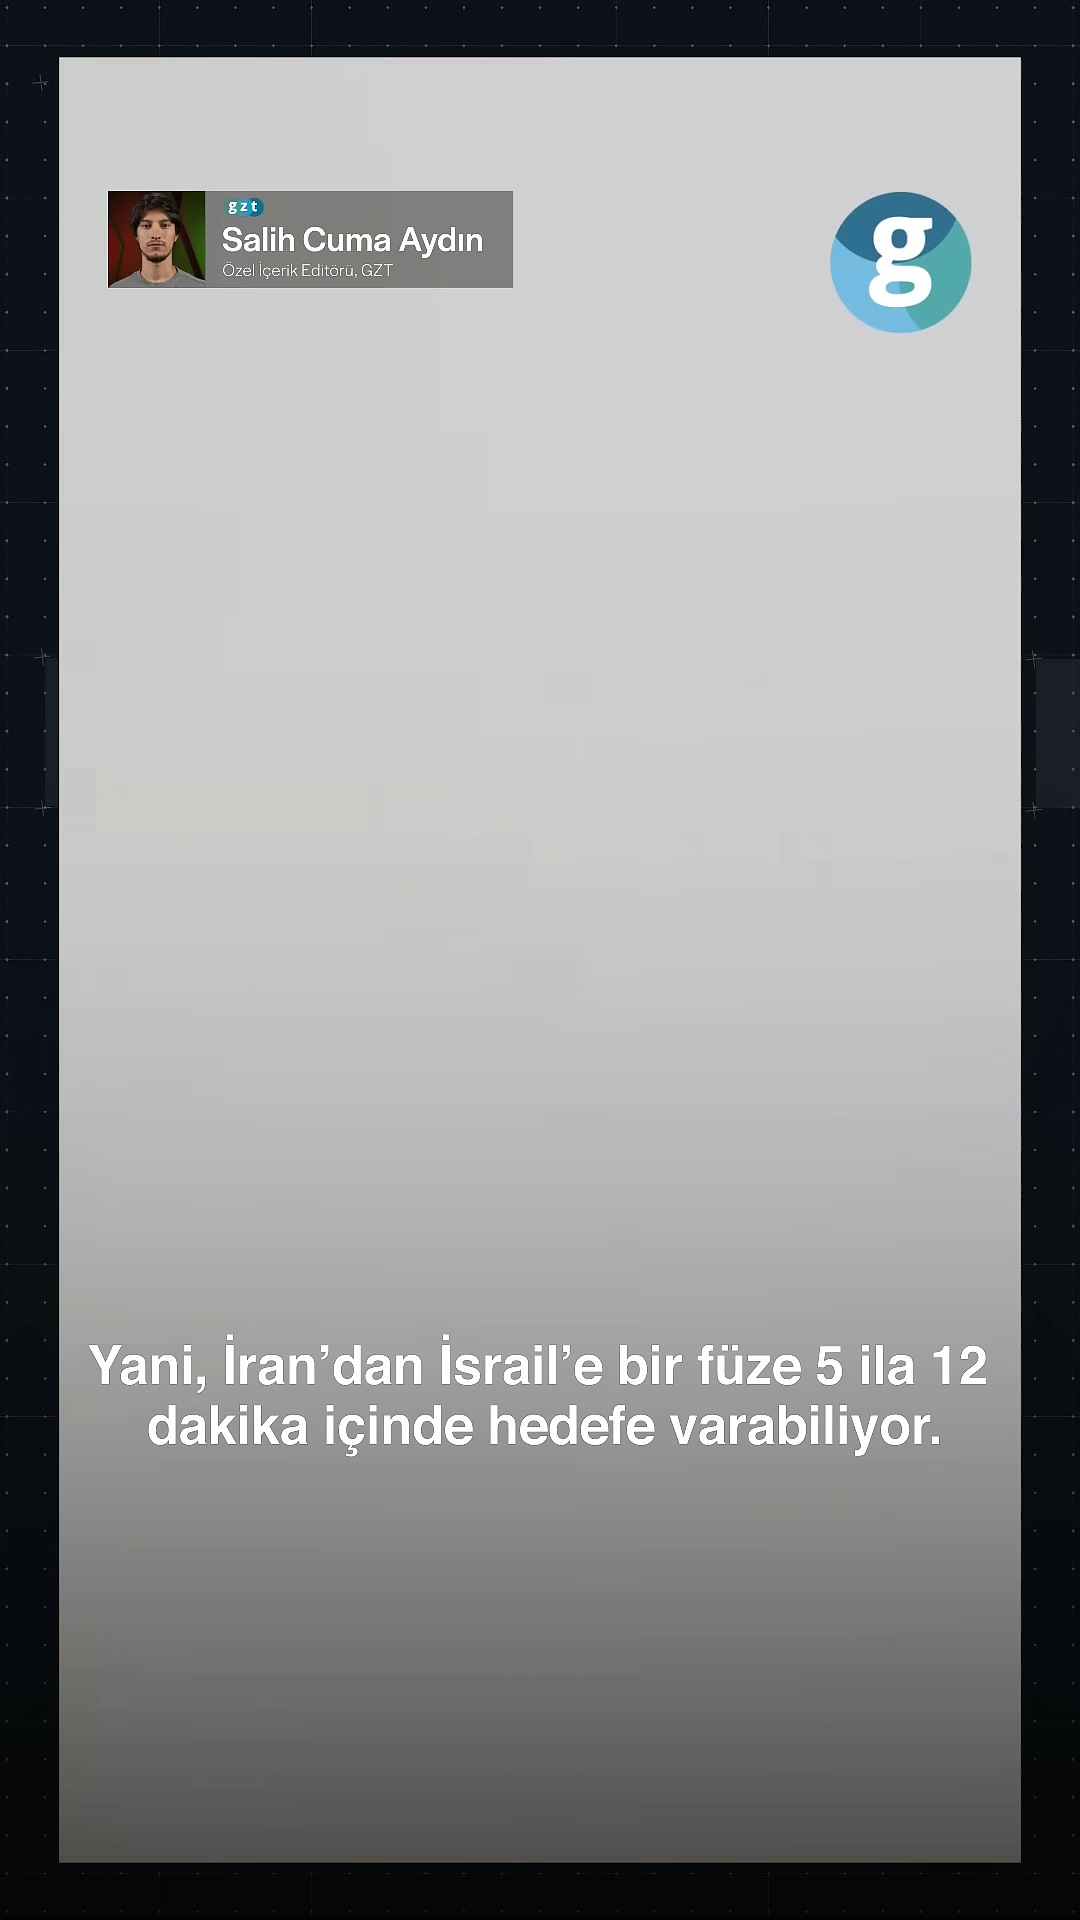 gzt
Salih Cuma Aydın
Özel İçerik Editörü, GZT
g
Yani, İran’dan İsrail’e bir füze 5 ila 12
dakika içinde hedefe varabiliyor.